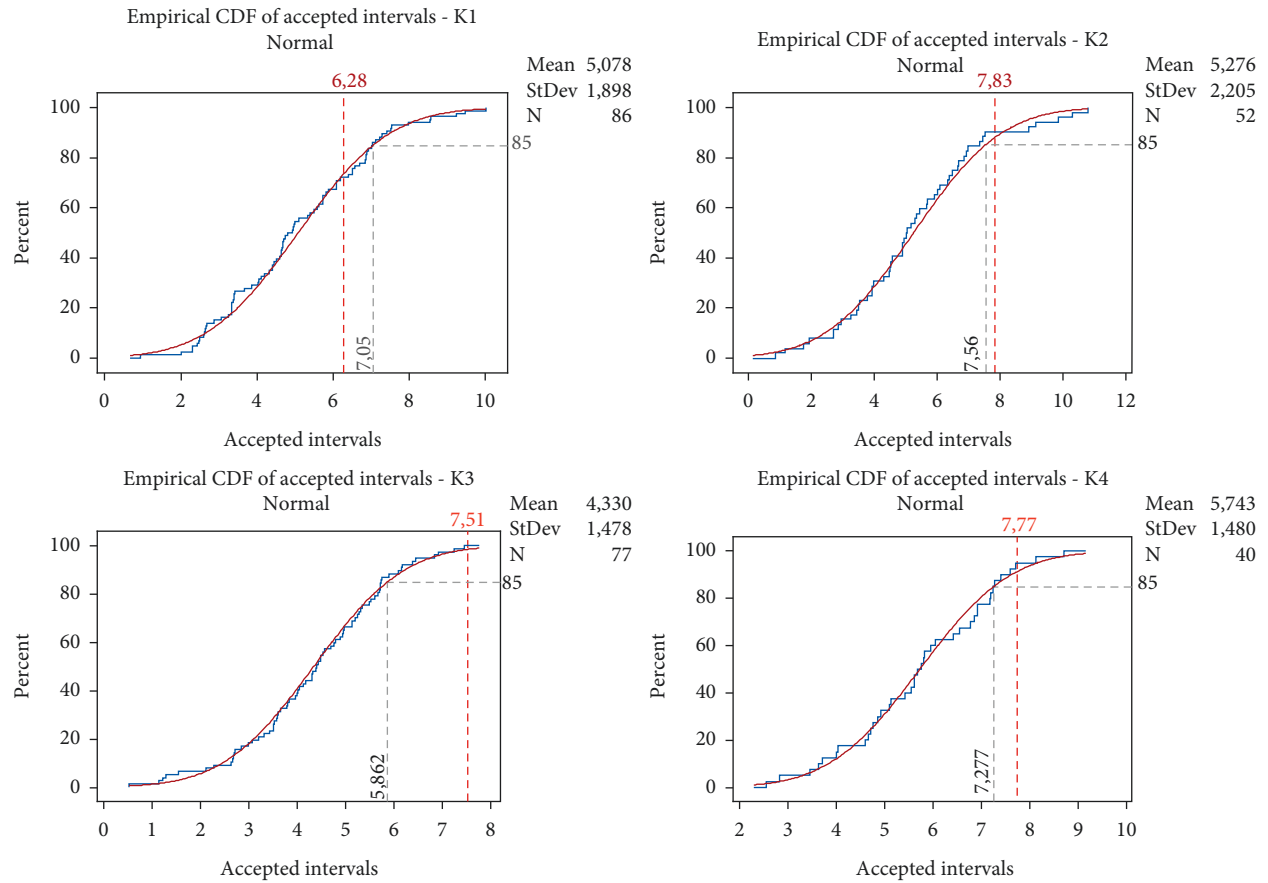 Empirical CDF of accepted intervals - K1
Normal
6,28
Mean 5,078
StDev 1,898
N 86
100
80
60
40
20
0
Percent
85
7,05
0 2 4 6 8 10
Accepted intervals
Empirical CDF of accepted intervals - K2
Normal
7,83
Mean 5,276
StDev 2,205
N 52
100
80
60
40
20
0
Percent
85
7,56
0 2 4 6 8 10 12
Accepted intervals
Empirical CDF of accepted intervals - K3
Normal
7,51
Mean 4,330
StDev 1,478
N 77
100
80
60
40
20
0
Percent
85
5,862
0 1 2 3 4 5 6 7 8
Accepted intervals
Empirical CDF of accepted intervals - K4
Normal
7,77
Mean 5,743
StDev 1,480
N 40
100
80
60
40
20
0
Percent
85
7,277
2 3 4 5 6 7 8 9 10
Accepted intervals